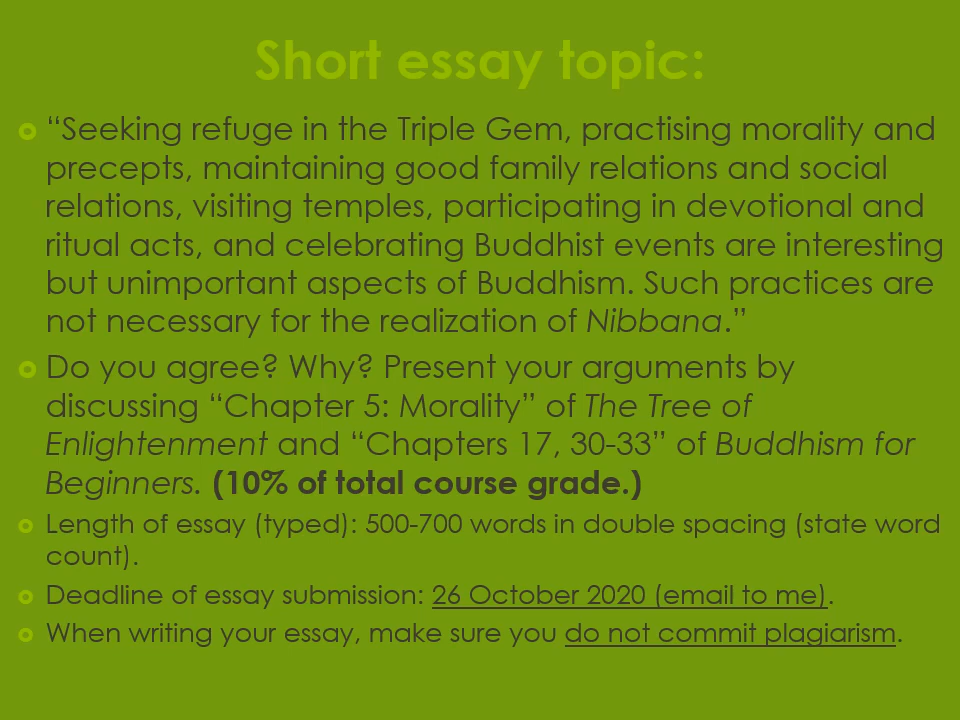 Short essay topic:
“Seeking refuge in the Triple Gem, practising morality and
precepts, maintaining good family relations and social
relations, visiting temples, participating in devotional and
ritual acts, and celebrating Buddhist events are interesting
but unimportant aspects of Buddhism. Such practices are
not necessary for the realization of Nibbana.”
Do you agree? Why? Present your arguments by
discussing “Chapter 5: Morality” of The Tree of
Enlightenment and “Chapters 17, 30-33” of Buddhism for
Beginners. (10% of total course grade.)
Length of essay (typed): 500-700 words in double spacing (state word
count).
Deadline of essay submission: 26 October 2020 (email to me).
When writing your essay, make sure you do not commit plagiarism.